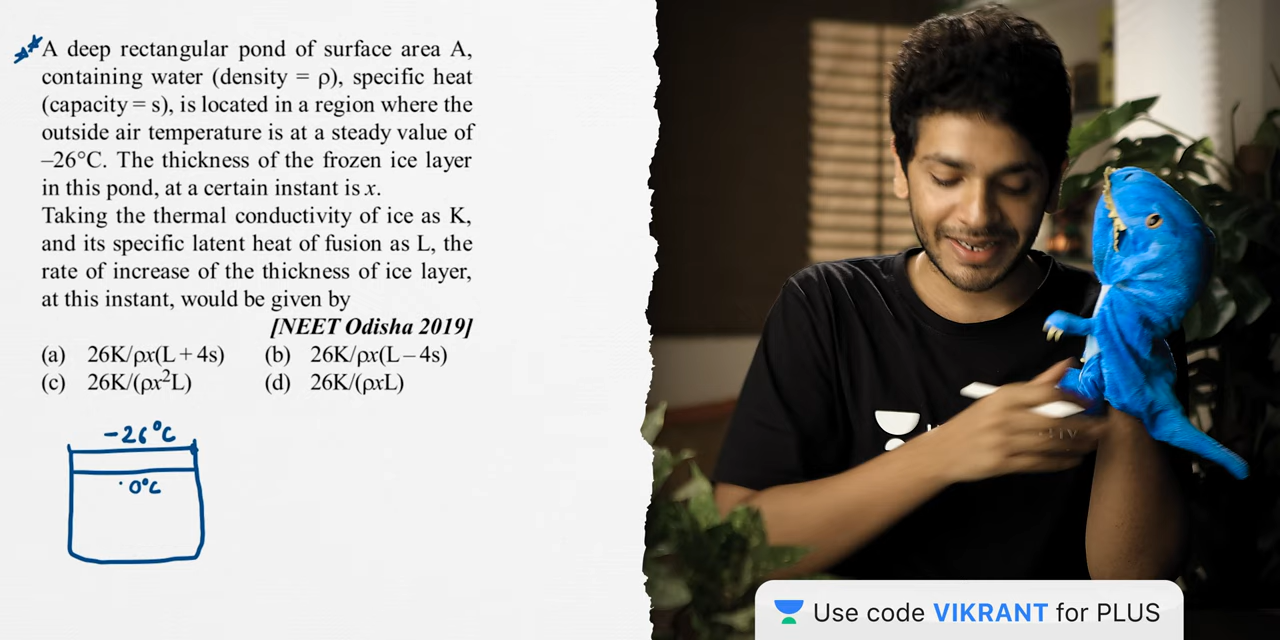 A deep rectangular pond of surface area A,
containing water (density = ρ), specific heat
(capacity = s), is located in a region where the
outside air temperature is at a steady value of
–26°C. The thickness of the frozen ice layer
in this pond, at a certain instant is x.
Taking the thermal conductivity of ice as K,
and its specific latent heat of fusion as L, the
rate of increase of the thickness of ice layer,
at this instant, would be given by
[NEET Odisha 2019]
(a) 26K/ρx(L + 4s) (b) 26K/ρx(L – 4s)
(c) 26K/(ρx²L) (d) 26K/(ρxL)
-26°C
0°C
Use code VIKRANT for PLUS